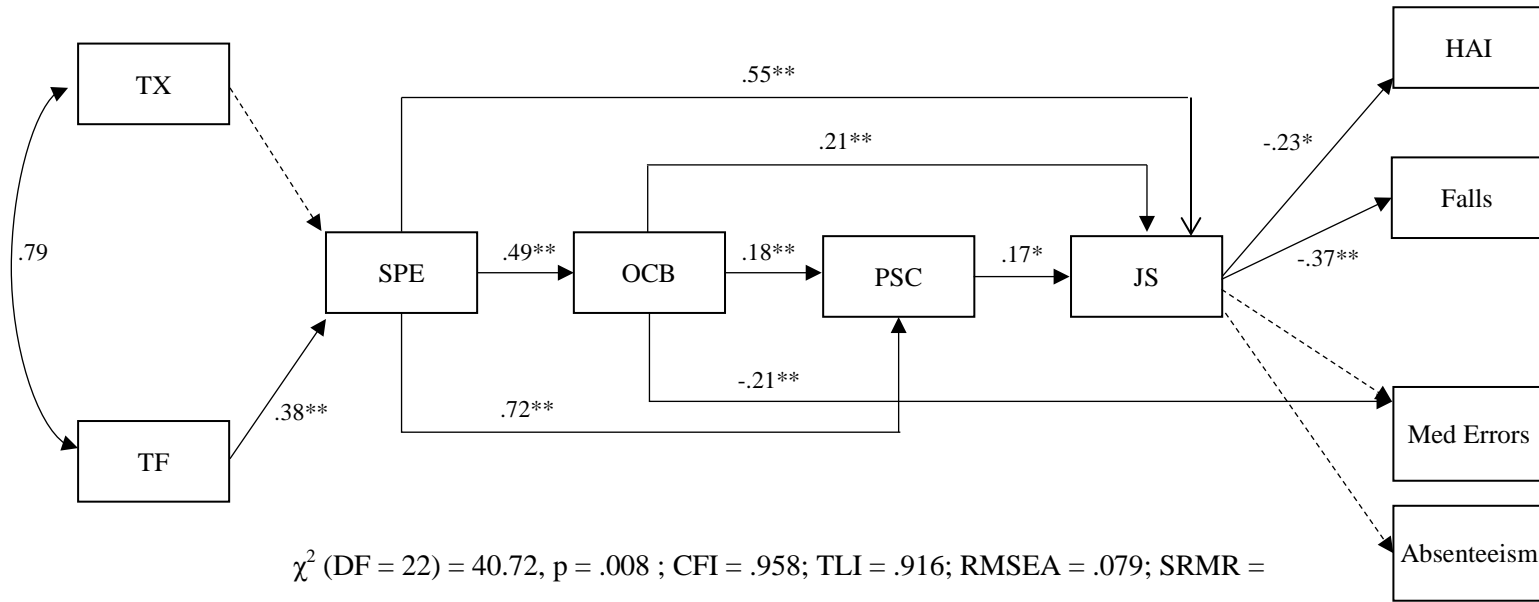 HAI
TX
.55**
.21**
-.23*
Falls
.79
SPE
.49**
OCB
.18**
PSC
.17*
JS
-.37**
.38**
.72**
-.21**
Med Errors
TF
Absenteeism
χ² (DF = 22) = 40.72, p = .008 ; CFI = .958; TLI = .916; RMSEA = .079; SRMR =